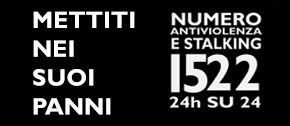 METTITI
NEI
SUOI
PANNI
NUMERO
ANTIVIOLENZA
E STALKING
1522
24h SU 24